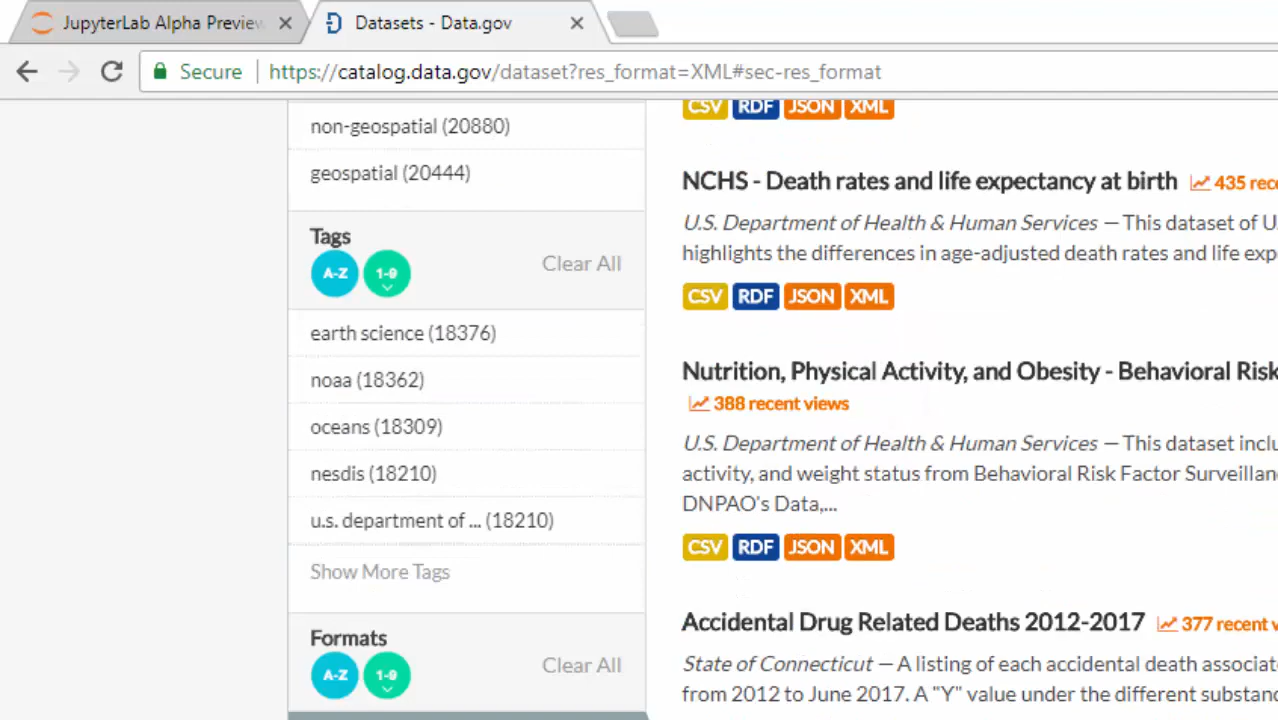 JupyterLab Alpha Preview
Datasets - Data.gov
Secure
https://catalog.data.gov/dataset?res_format=XML#sec-res_format
non-geospatial (20880)
geospatial (20444)
Tags
A-Z 1-9
Clear All
earth science (18376)
noaa (18362)
oceans (18309)
nesdis (18210)
u.s. department of ... (18210)
Show More Tags
Formats
A-Z 1-9
Clear All
CSV RDF JSON XML
NCHS - Death rates and life expectancy at birth 435
U.S. Department of Health & Human Services — This dataset of
highlights the differences in age-adjusted death rates and life
CSV RDF JSON XML
Nutrition, Physical Activity, and Obesity - Behavioral Risk
388 recent views
U.S. Department of Health & Human Services — This dataset
activity, and weight status from Behavioral Risk Factor
DNPAO's Data,...
CSV RDF JSON XML
Accidental Drug Related Deaths 2012-2017 377 recent
State of Connecticut — A listing of each accidental death
from 2012 to June 2017. A "Y" value under the different